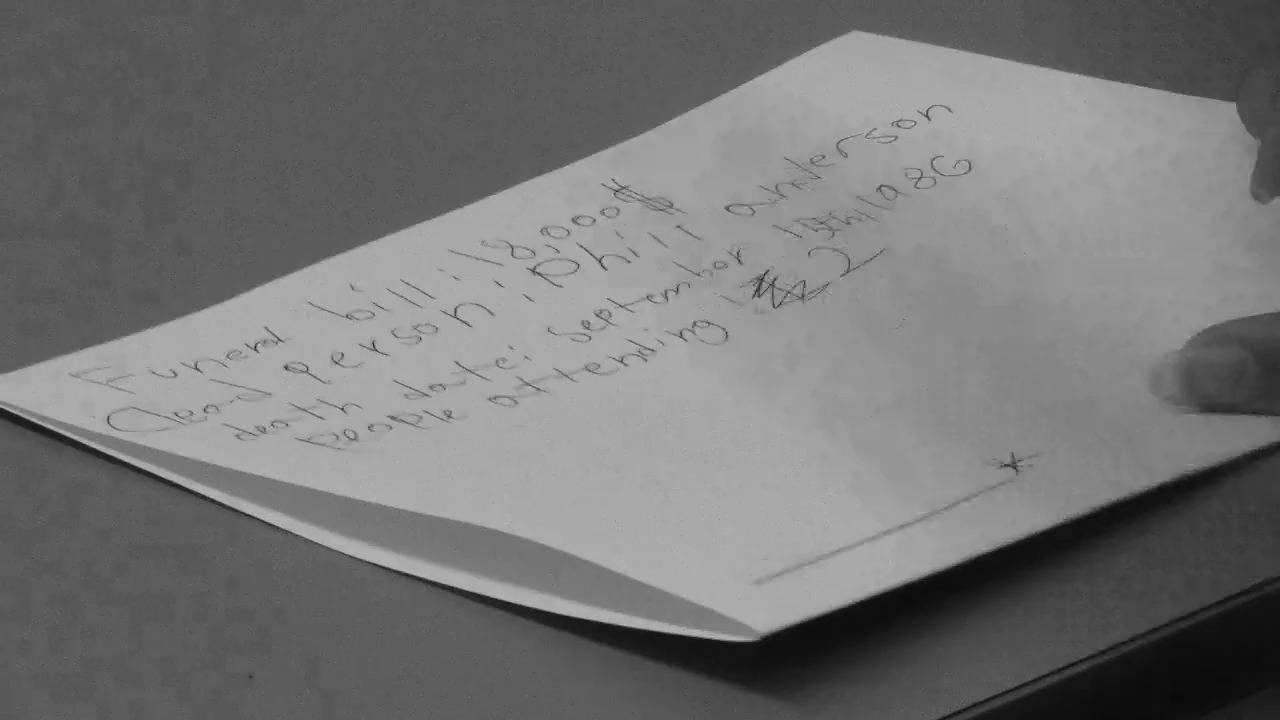 Funeral bill: 18,000$
dead person: Phill anderson
death date: september 15th/1986
people attending: 2